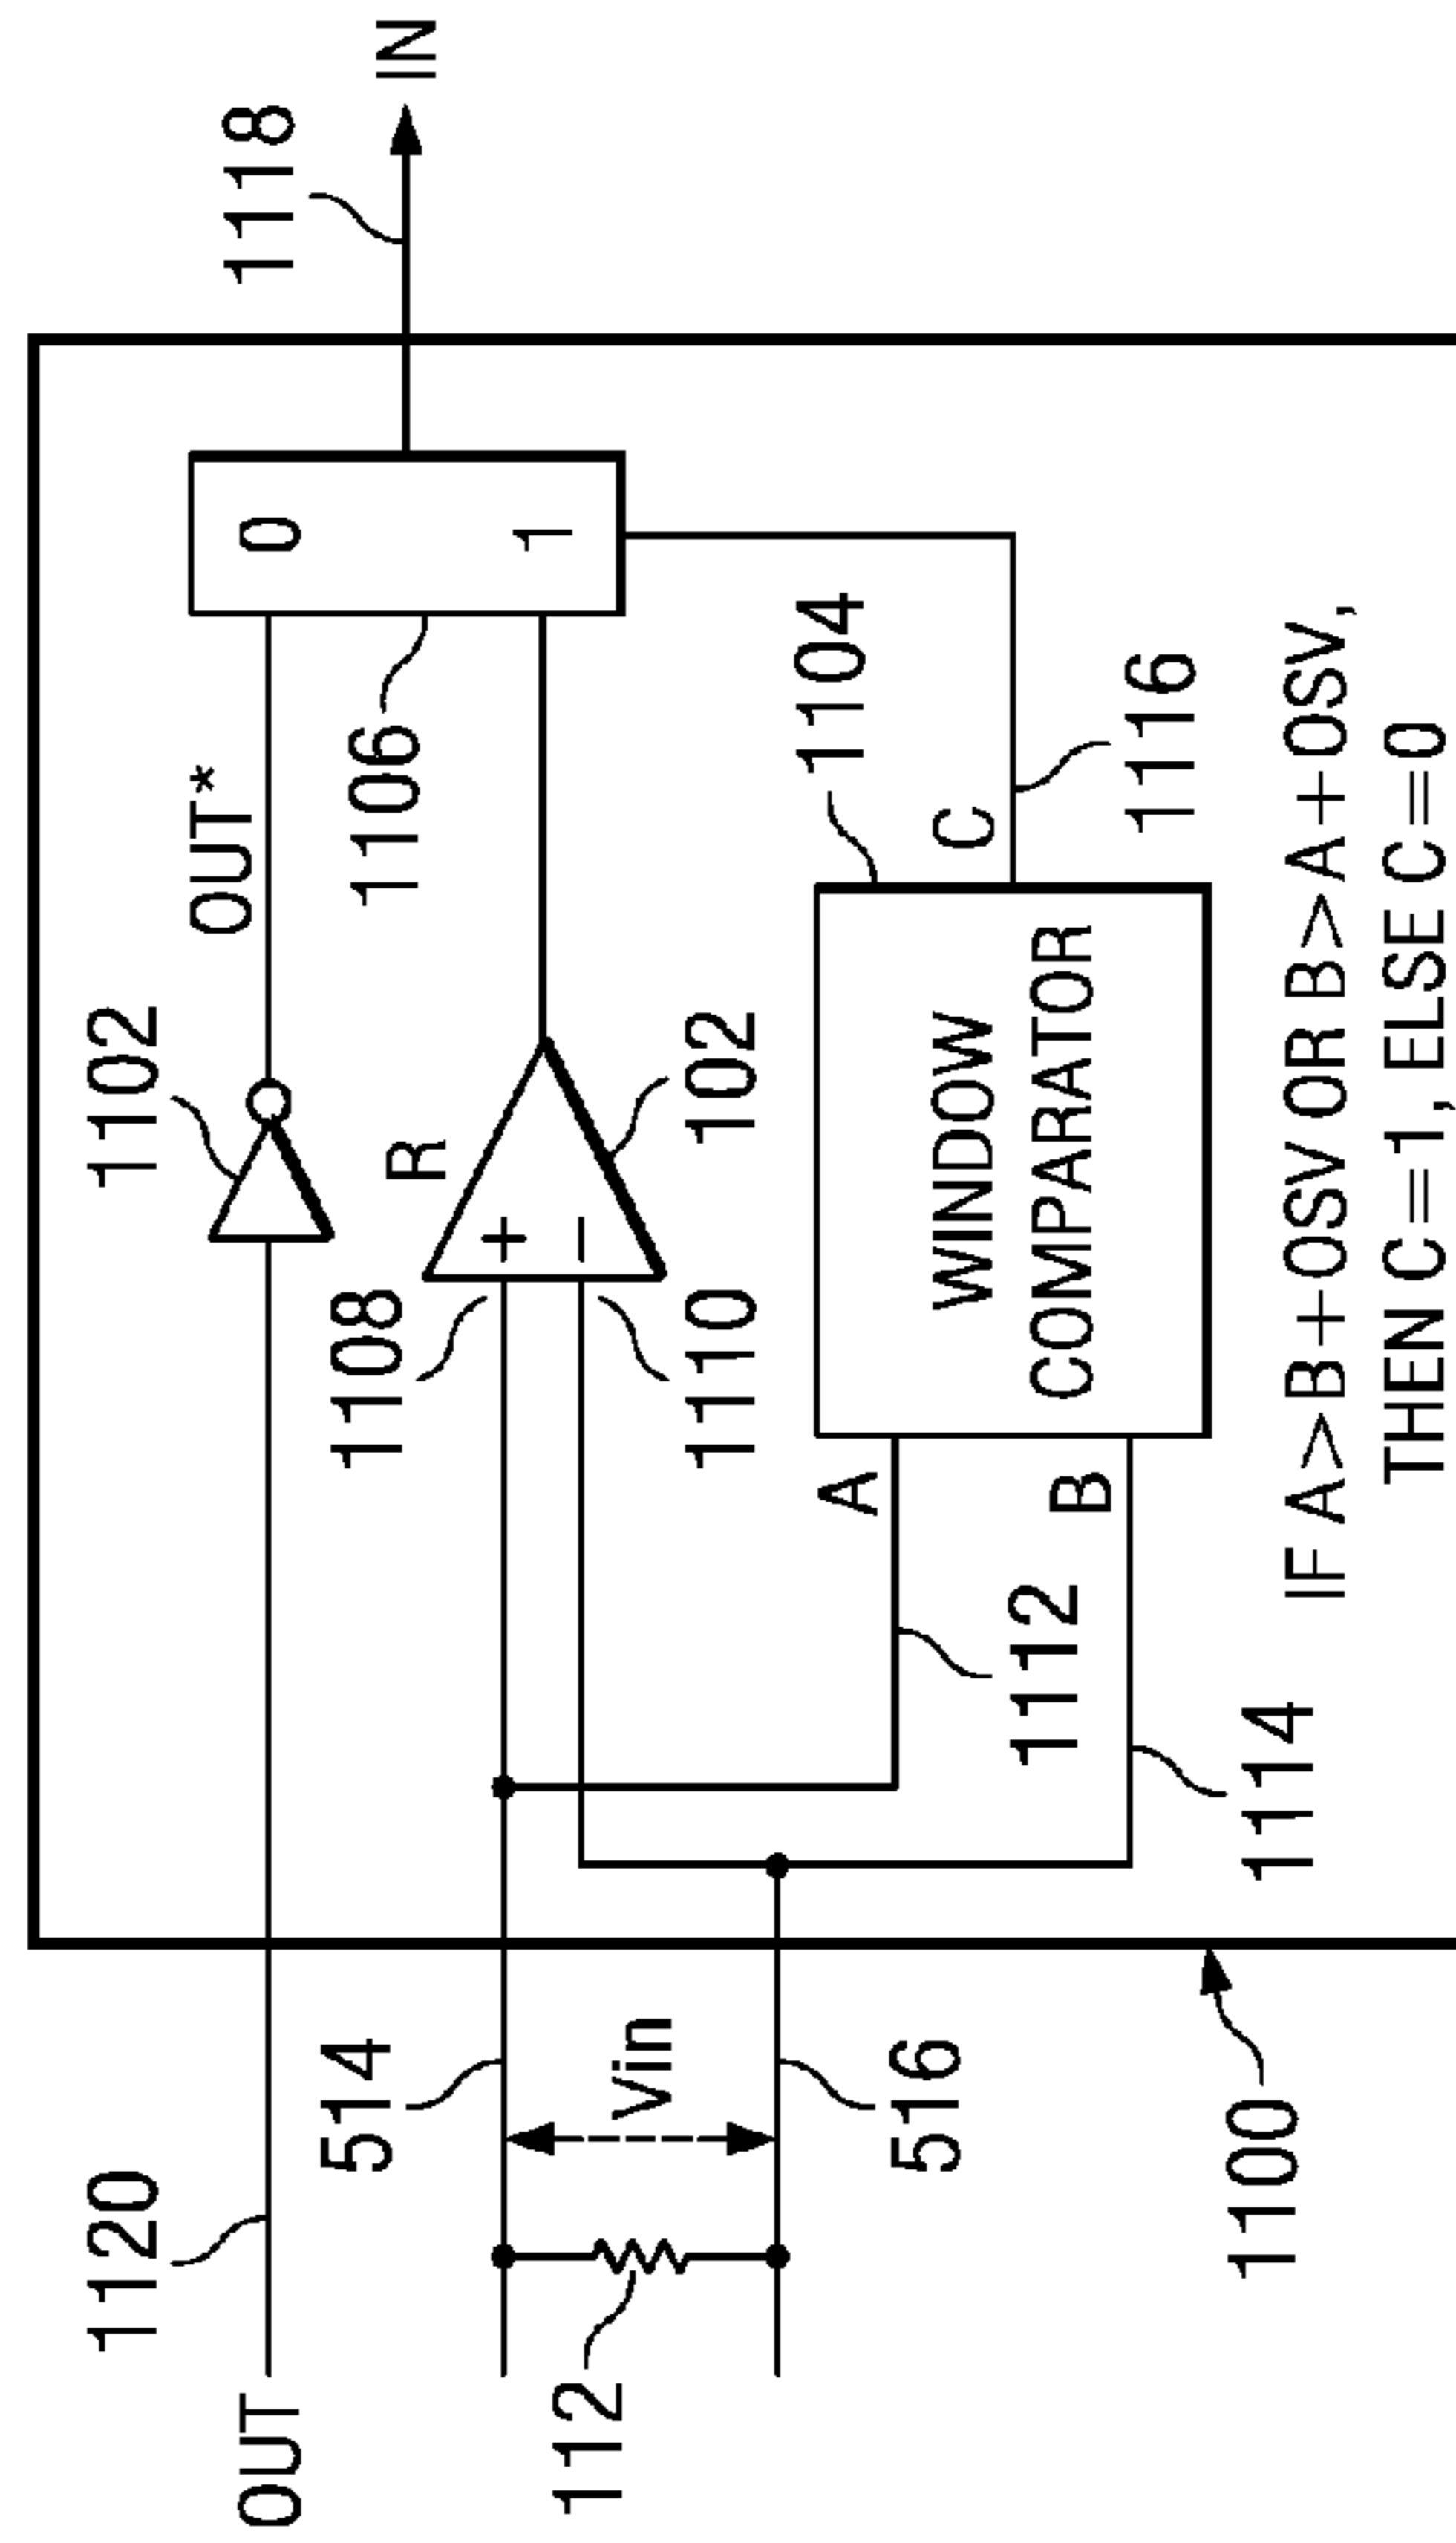 OUT
1120
1102
OUT*
0
1
1106
1118
IN
112
514
Vin
516
1108
1110
+
−
R
102
A
1112
B
1114
WINDOW
COMPARATOR
1104
C
1116
1100
IF A>B+OSV OR B>A+OSV,
THEN C=1, ELSE C=0